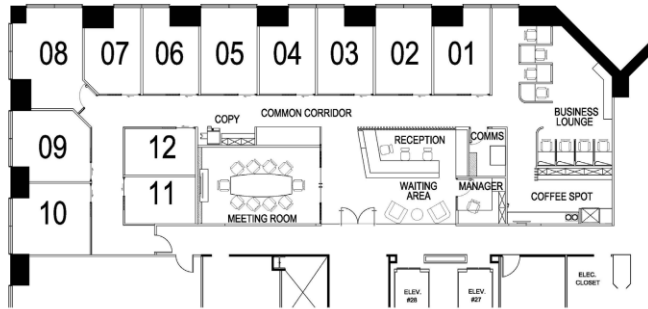 08
07
06
05
04
03
02
01
BUSINESS
LOUNGE
COPY
COMMON CORRIDOR
RECEPTION
COMMS
09
12
11
10
WAITING
AREA
MANAGER
COFFEE SPOT
MEETING ROOM
ELEV.
#28
ELEV.
#27
ELEC.
CLOSET